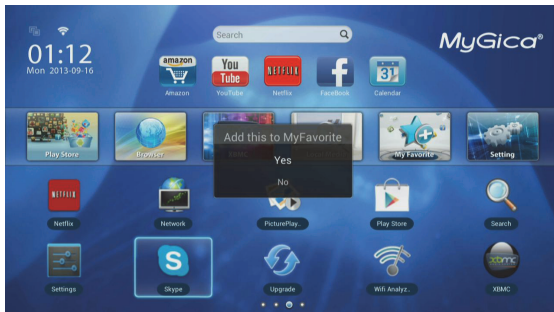 01:12
Mon 2013-09-16
Search
MyGica®
amazon
You
Tube
NETFLIX
31
Amazon
YouTube
Netflix
Facebook
Calendar
Add this to MyFavorite
Yes
No
Play Store
Browser
My Favorite
Setting
NETFLIX
Netflix
Network
PicturePlay..
Play Store
Search
xbmc
Settings
Skype
Upgrade
Wifi Analyz..
XBMC